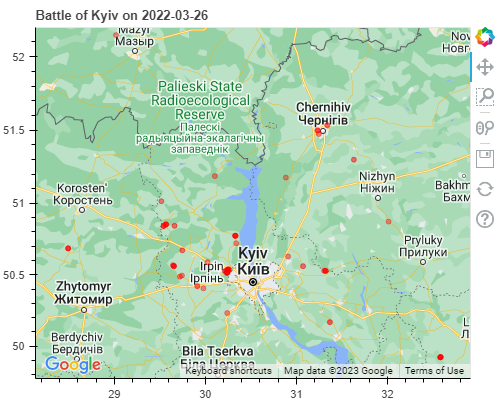 Battle of Kyiv on 2022-03-26
Mazyr
Мазыр
Nov
Новг
52
Palieski State
Radioecological
Reserve
Палескі
радыяцыйна-экалагічны
запаведнік
Chernihiv
Чернігів
51.5
Korosten'
Коростень
Nizhyn
Ніжин
Bakhm
Бахм
51
Pryluky
Прилуки
Kyiv
Київ
Irpin
Ірпінь
50.5
Zhytomyr
Житомир
L
Л
Berdychiv
Бердичів
50
Bila Tserkva
Біла Церква
Google
Keyboard shortcuts
Map data ©2023 Google
Terms of Use
29
30
31
32